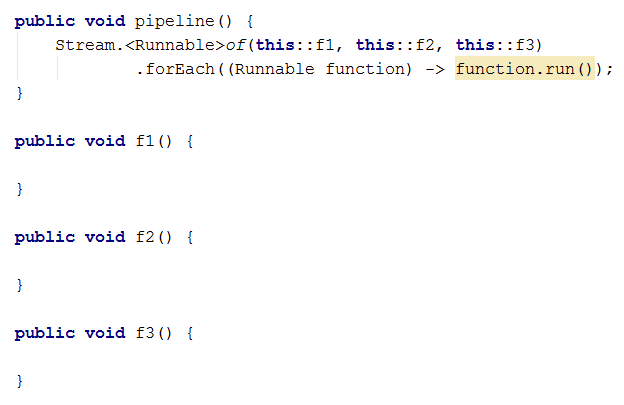 public void pipeline() {
    Stream.<Runnable>of(this::f1, this::f2, this::f3)
            .forEach((Runnable function) -> function.run());
}

public void f1() {

}

public void f2() {

}

public void f3() {

}